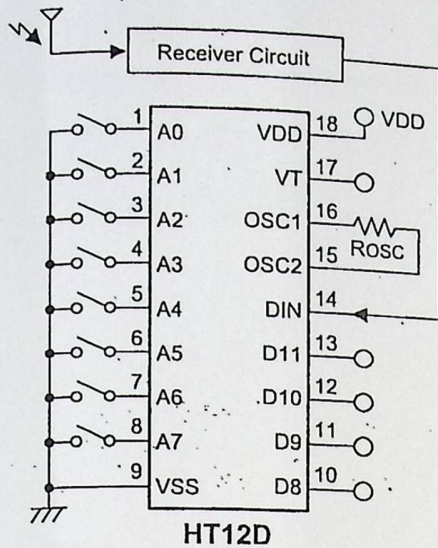 Receiver Circuit
1 A0 VDD 18 VDD
2 A1 VT 17
3 A2 OSC1 16
ROSC
4 A3 OSC2 15
5 A4 DIN 14
6 A5 D11 13
7 A6 D10 12
8 A7 D9 11
9 VSS D8 10
HT12D